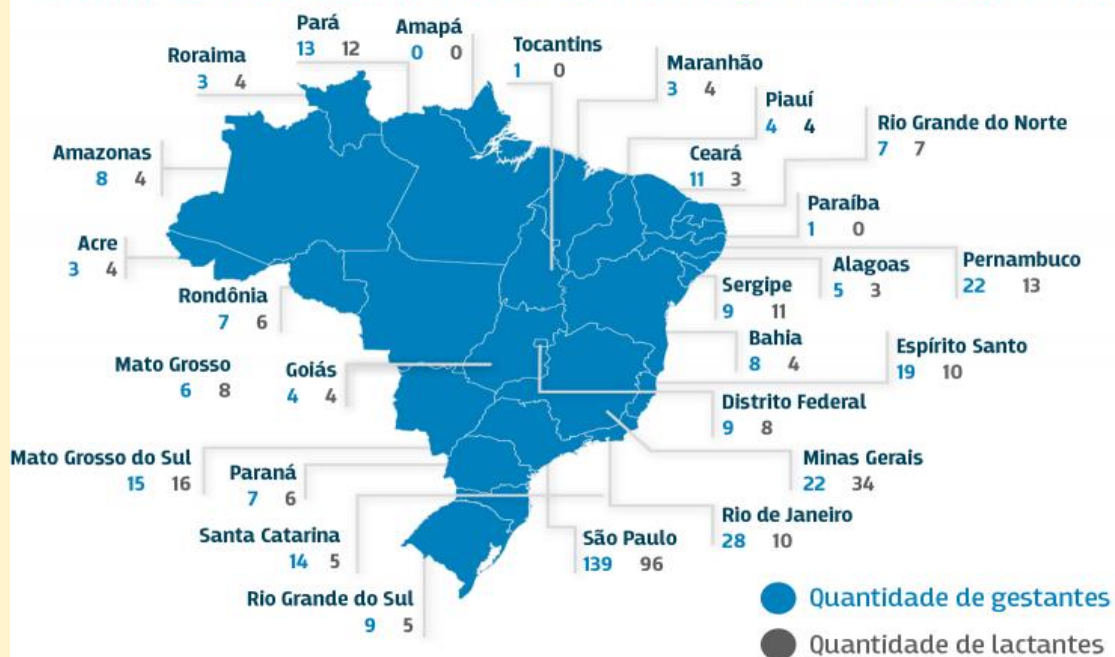 Pará
13 12
Amapá
0 0
Roraima
3 4
Tocantins
1 0
Maranhão
3 4
Piauí
4 4
Rio Grande do Norte
7 7
Amazonas
8 4
Ceará
11 3
Paraíba
1 0
Acre
3 4
Rondônia
7 6
Sergipe
9 11
Alagoas
5 3
Pernambuco
22 13
Mato Grosso
6 8
Goiás
4 4
Bahia
8 4
Espírito Santo
19 10
Distrito Federal
9 8
Mato Grosso do Sul
15 16
Paraná
7 6
Minas Gerais
22 34
Santa Catarina
14 5
São Paulo
139 96
Rio de Janeiro
28 10
Rio Grande do Sul
9 5
Quantidade de gestantes
Quantidade de lactantes